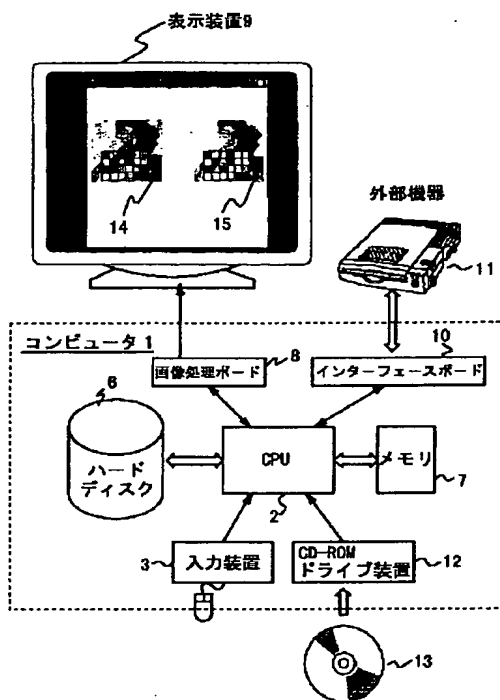 表示装置9
14
15
外部機器
11
コンピュータ1
8
画像処理ボード
10
インターフェースボード
6
ハード
ディスク
CPU
2
メモリ
7
3
入力装置
CD-ROM
ドライブ装置
12
13